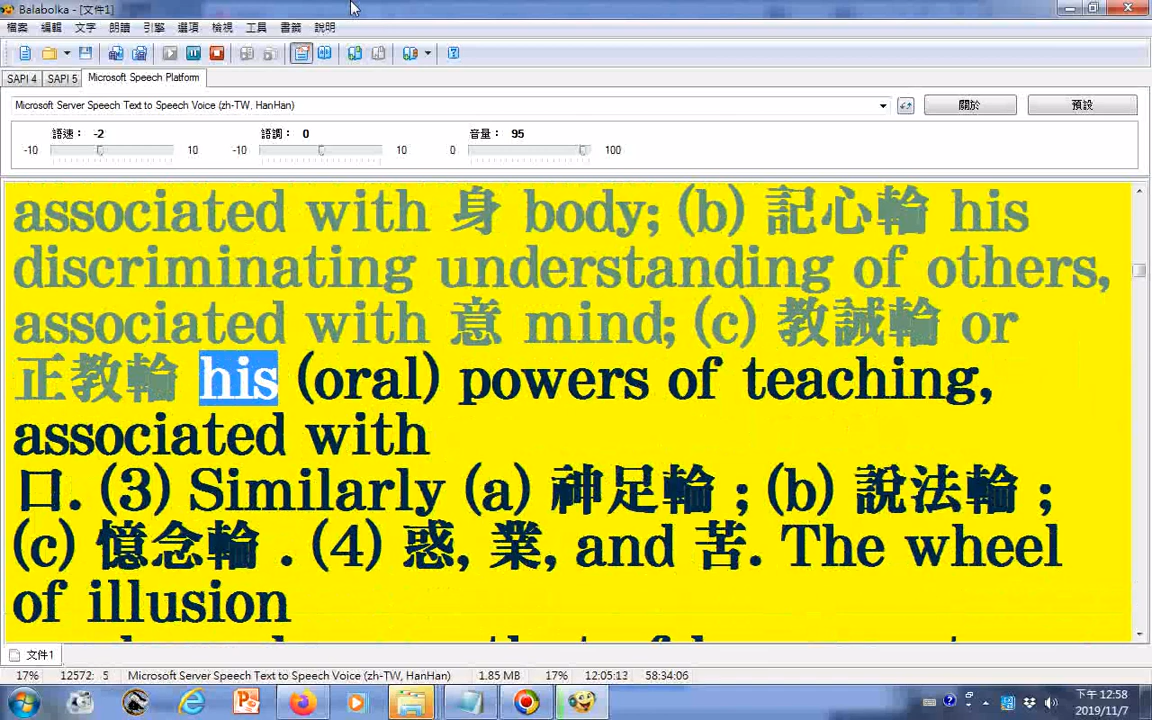 Balabolka - [文件1]
檔案 編輯 文字 朗讀 引擎 選項 檢視 工具 書籤 說明
SAPI 4 SAPI 5 Microsoft Speech Platform
Microsoft Server Speech Text to Speech Voice (zh-TW, HanHan) 關於 預設
語速： -2 語調： 0 音量： 95
-10 10 -10 10 0 100
associated with 身 body; (b) 記心輪 his
discriminating understanding of others,
associated with 意 mind; (c) 教誡輪 or
正教輪 his (oral) powers of teaching,
associated with
口. (3) Similarly (a) 神足輪 ; (b) 說法輪 ;
(c) 憶念輪 . (4) 惑, 業, and 苦. The wheel
of illusion
文件1
17% 12572: 5 Microsoft Server Speech Text to Speech Voice (zh-TW, HanHan) 1.85 MB 17% 12:05:13 58:34:06
下午 12:58
2019/11/7